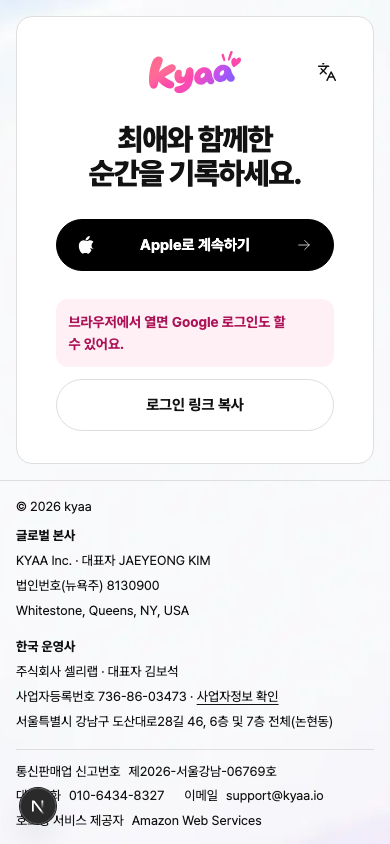 kyaa
최애와 함께한
순간을 기록하세요.
Apple로 계속하기
브라우저에서 열면 Google 로그인도 할
수 있어요.
로그인 링크 복사
© 2026 kyaa
글로벌 본사
KYAA Inc. · 대표자 JAEYEONG KIM
법인번호(뉴욕주) 8130900
Whitestone, Queens, NY, USA
한국 운영사
주식회사 셀리랩 · 대표자 김보석
사업자등록번호 736-86-03473 · 사업자정보 확인
서울특별시 강남구 도산대로28길 46, 6층 및 7층 전체(논현동)
통신판매업 신고번호 제2026-서울강남-06769호
010-6434-8327 이메일 support@kyaa.io
서비스 제공자 Amazon Web Services